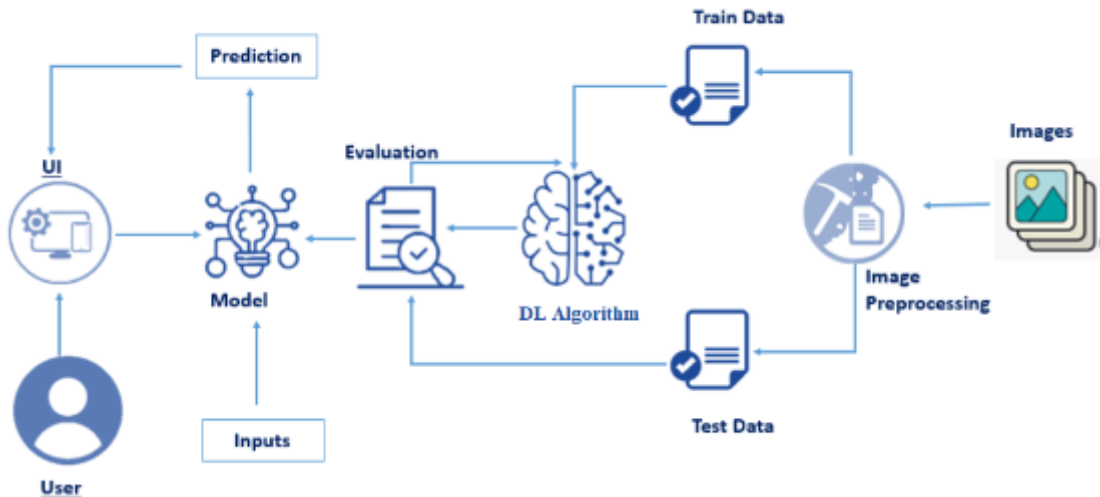 Train Data
Prediction
Images
Evaluation
UI
Model
Image
Preprocessing
DL Algorithm
Test Data
Inputs
User